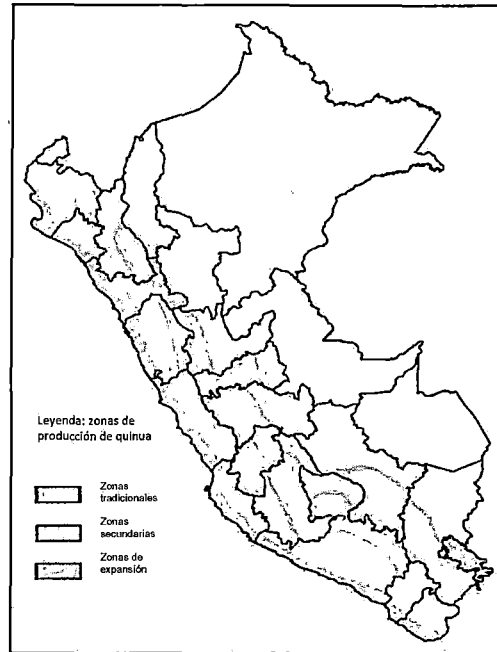 Leyenda: zonas de
producción de quinua
Zonas
tradicionales
Zonas
secundarias
Zonas de
expansión